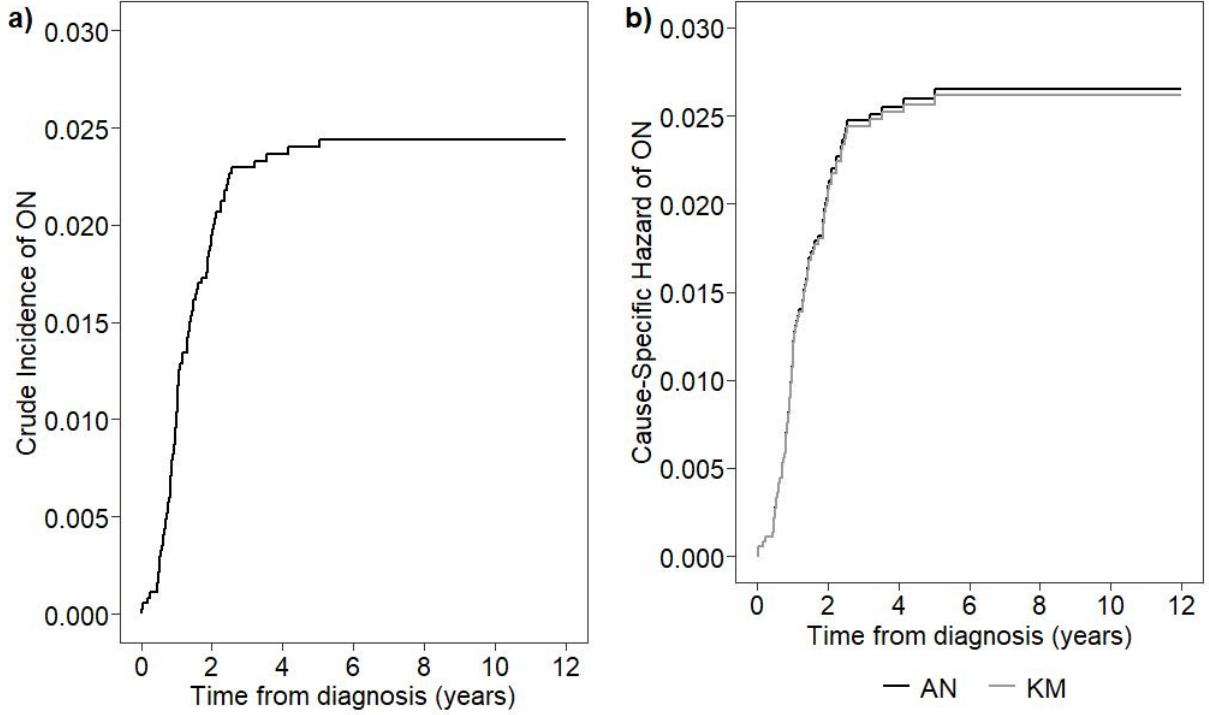 a)
Crude Incidence of ON
0.030
0.025
0.020
0.015
0.010
0.005
0.000
0 2 4 6 8 10 12
Time from diagnosis (years)
b)
Cause-Specific Hazard of ON
0.030
0.025
0.020
0.015
0.010
0.005
0.000
0 2 4 6 8 10 12
Time from diagnosis (years)
AN KM